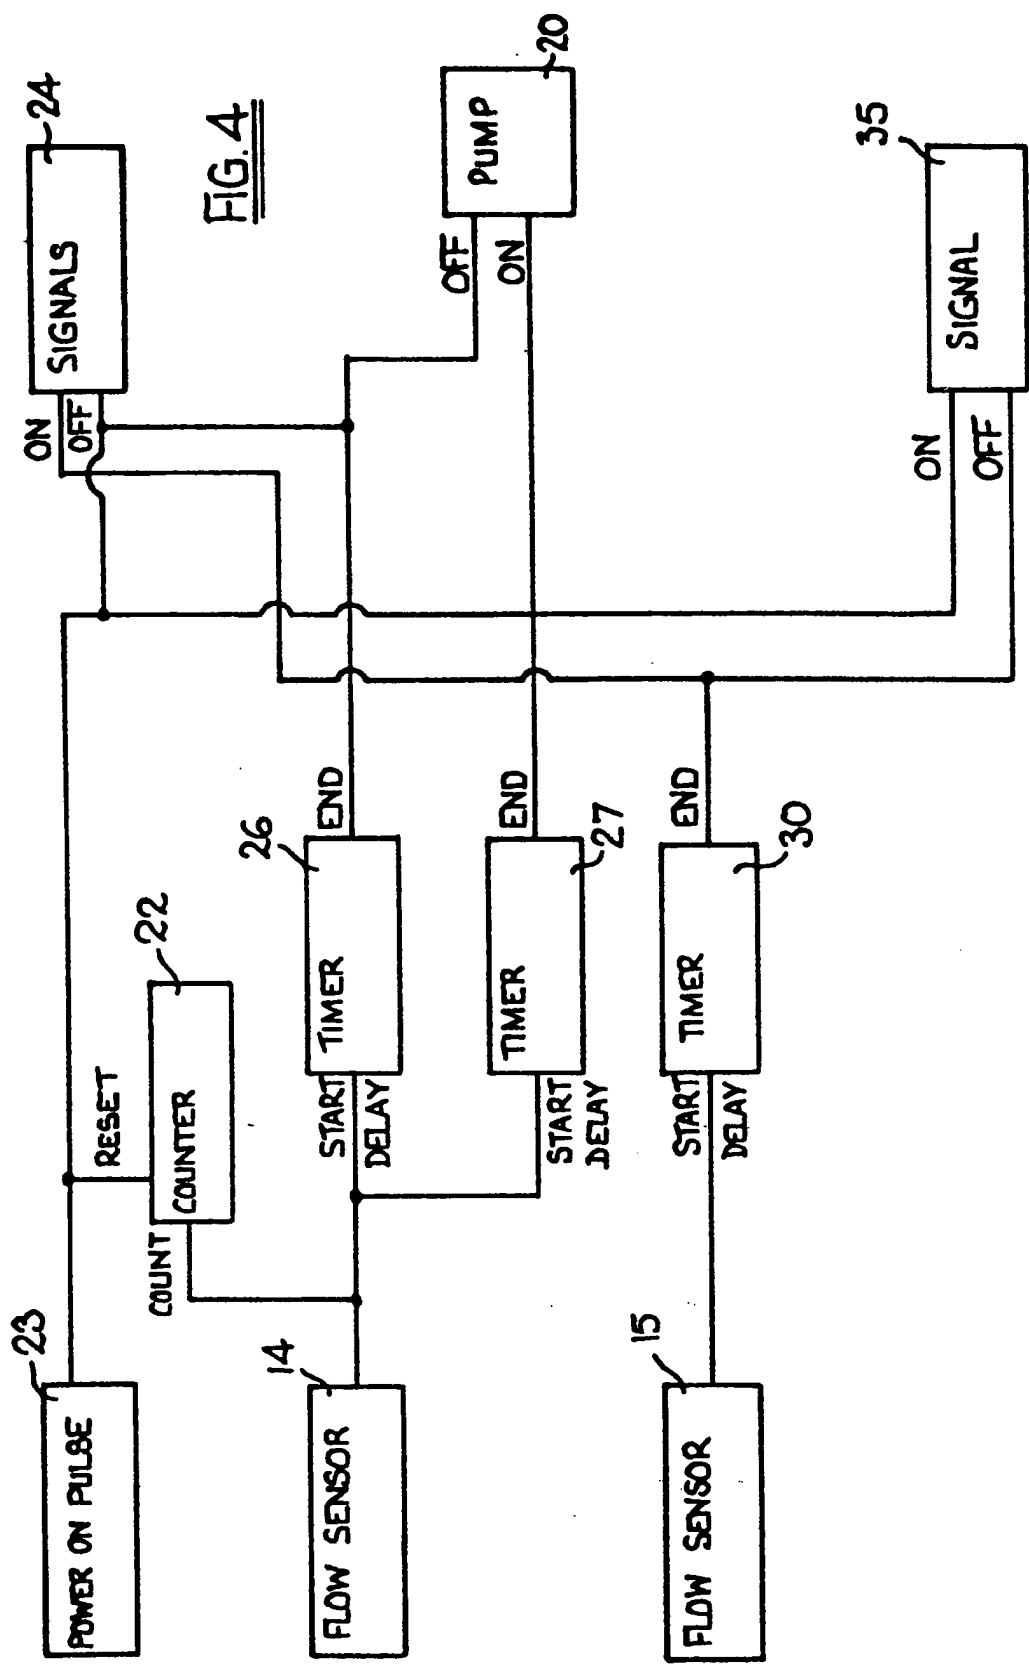 FIG. 4
23
POWER ON PULSE
RESET
22
COUNTER
COUNT
ON
OFF
SIGNALS
24
14
FLOW SENSOR
START
DELAY
26
TIMER
END
START
DELAY
TIMER
27
END
OFF
ON
PUMP
20
15
FLOW SENSOR
START
DELAY
TIMER
30
END
ON
OFF
SIGNAL
35